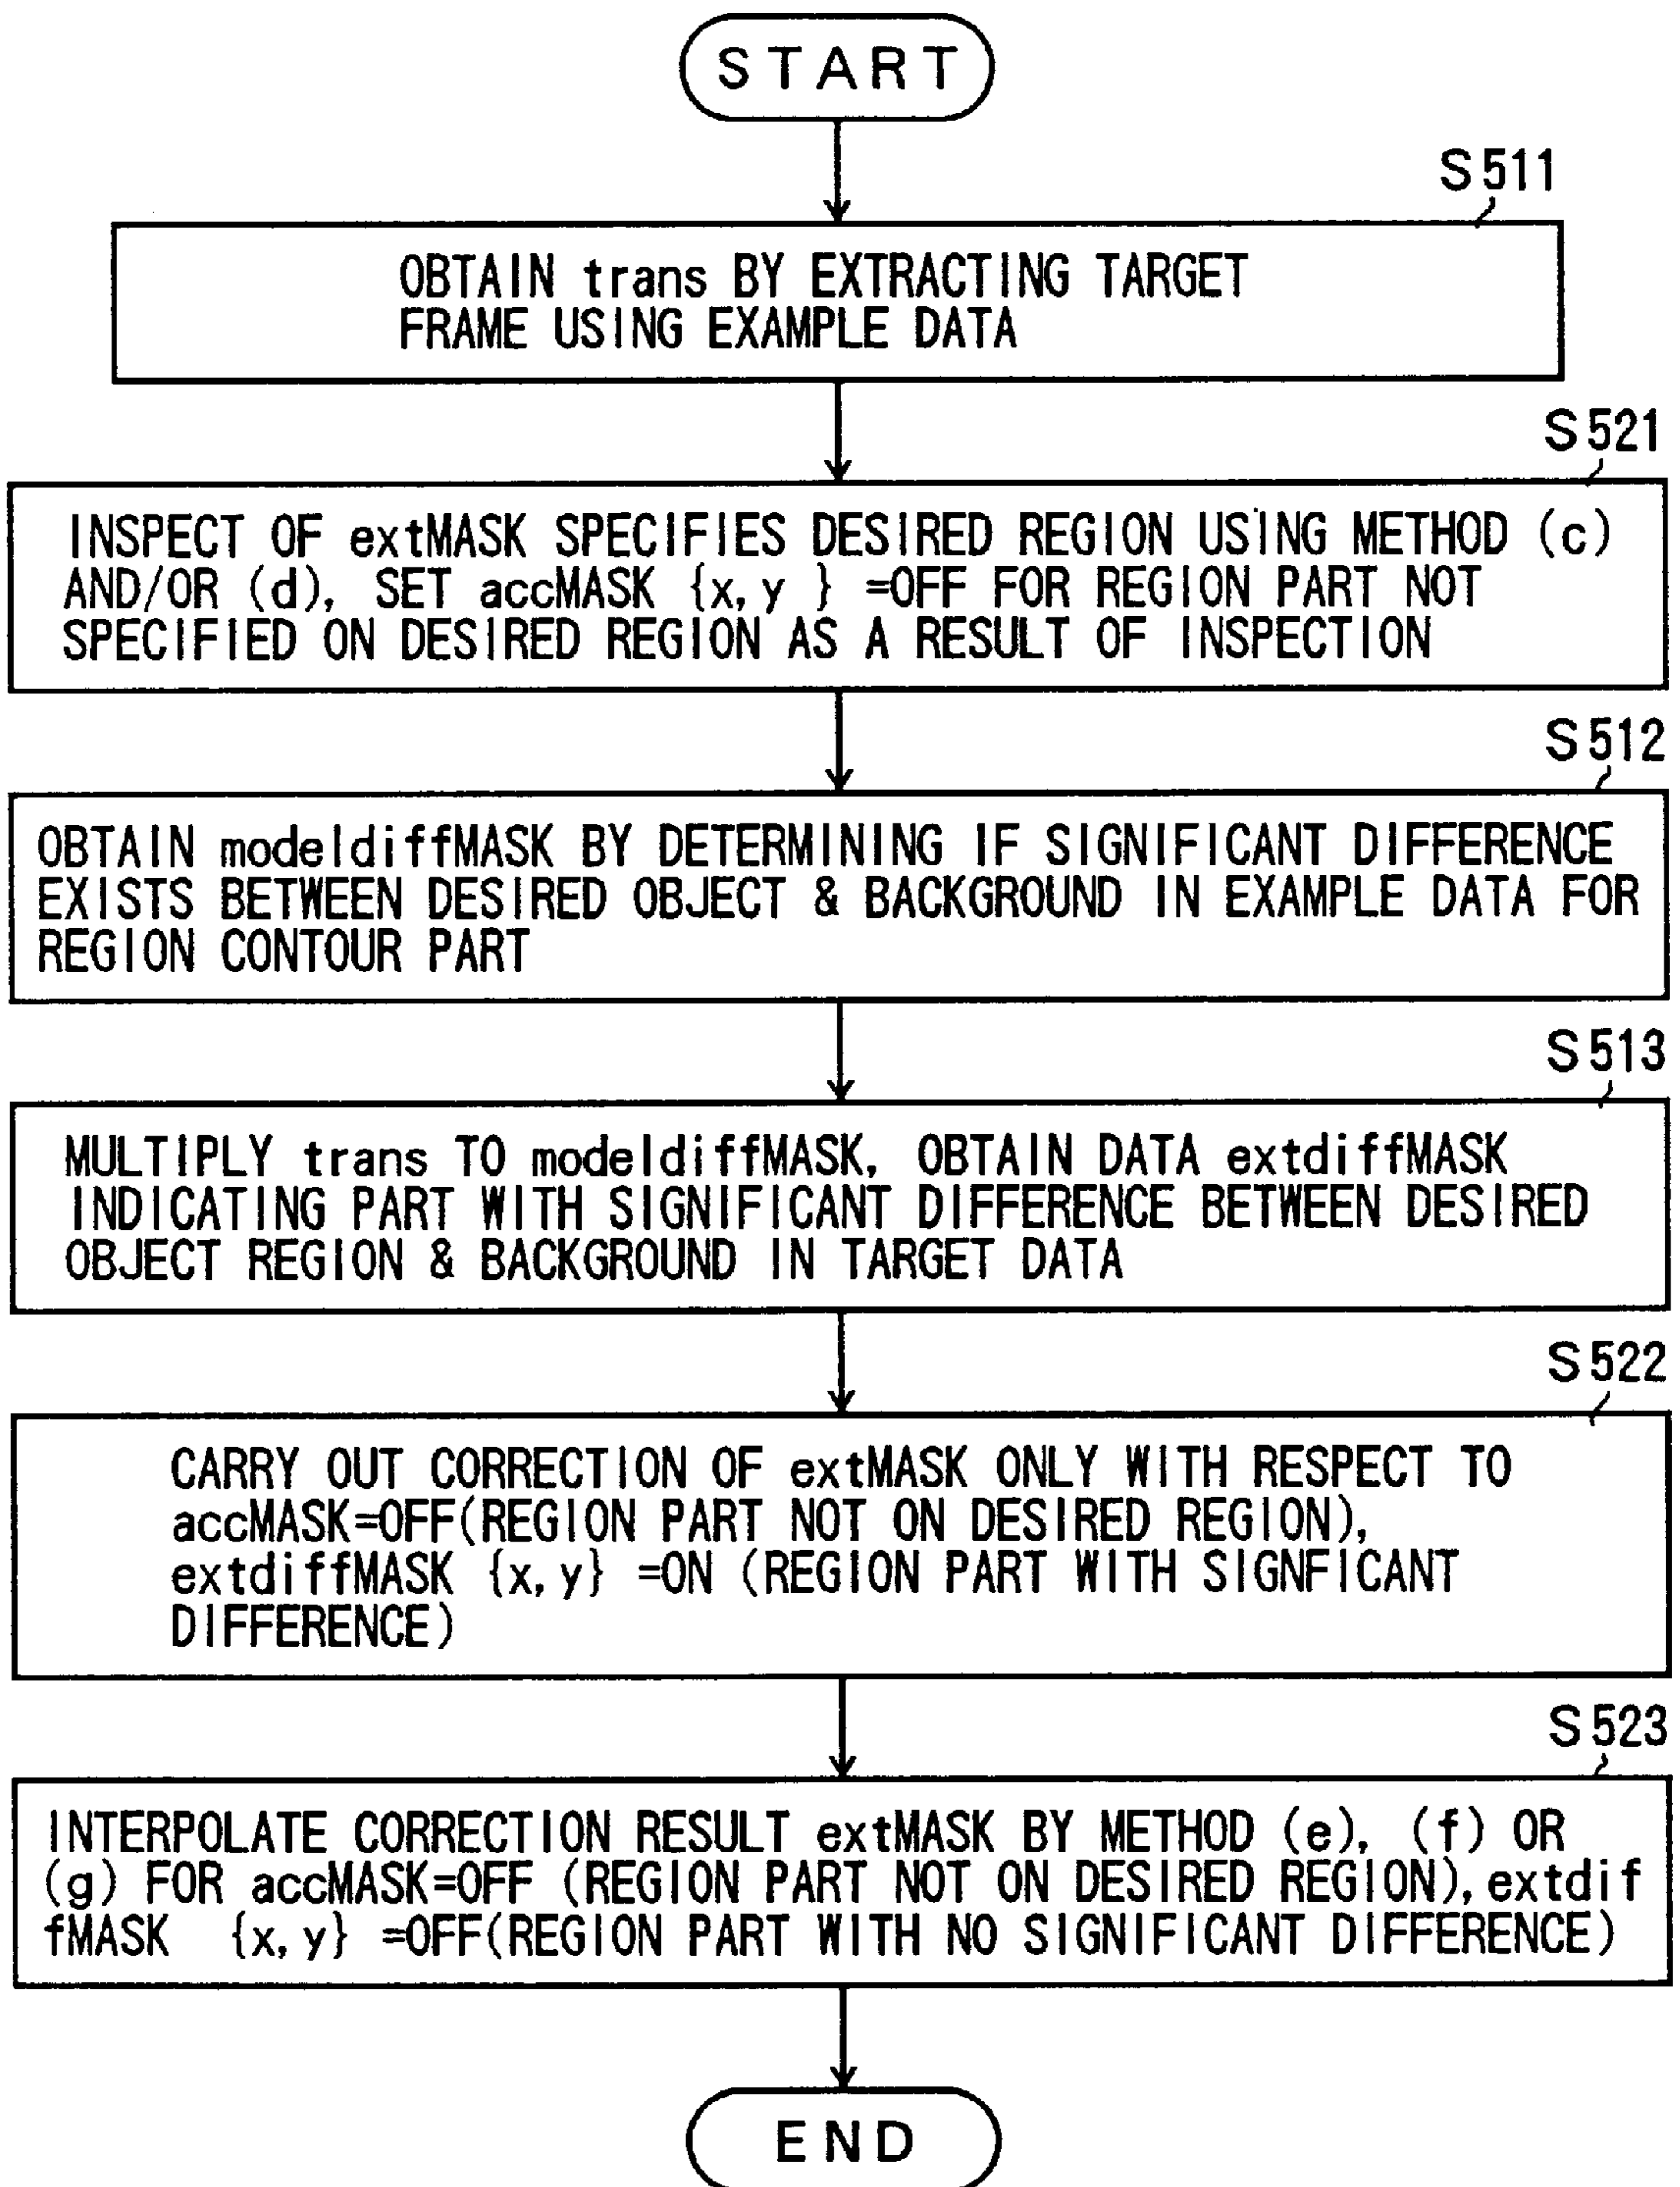 START
S511
OBTAIN trans BY EXTRACTING TARGET
FRAME USING EXAMPLE DATA
S521
INSPECT OF extMASK SPECIFIES DESIRED REGION USING METHOD (c)
AND/OR (d), SET accMASK {x, y } =OFF FOR REGION PART NOT
SPECIFIED ON DESIRED REGION AS A RESULT OF INSPECTION
S512
OBTAIN modeldiffMASK BY DETERMINING IF SIGNIFICANT DIFFERENCE
EXISTS BETWEEN DESIRED OBJECT & BACKGROUND IN EXAMPLE DATA FOR
REGION CONTOUR PART
S513
MULTIPLY trans TO modeldiffMASK, OBTAIN DATA extdiffMASK
INDICATING PART WITH SIGNIFICANT DIFFERENCE BETWEEN DESIRED
OBJECT REGION & BACKGROUND IN TARGET DATA
S522
CARRY OUT CORRECTION OF extMASK ONLY WITH RESPECT TO
accMASK=OFF(REGION PART NOT ON DESIRED REGION),
extdiffMASK {x, y} =ON (REGION PART WITH SIGNFICANT
DIFFERENCE)
S523
INTERPOLATE CORRECTION RESULT extMASK BY METHOD (e), (f) OR
(g) FOR accMASK=OFF (REGION PART NOT ON DESIRED REGION), extdif
fMASK {x, y} =OFF(REGION PART WITH NO SIGNIFICANT DIFFERENCE)
END